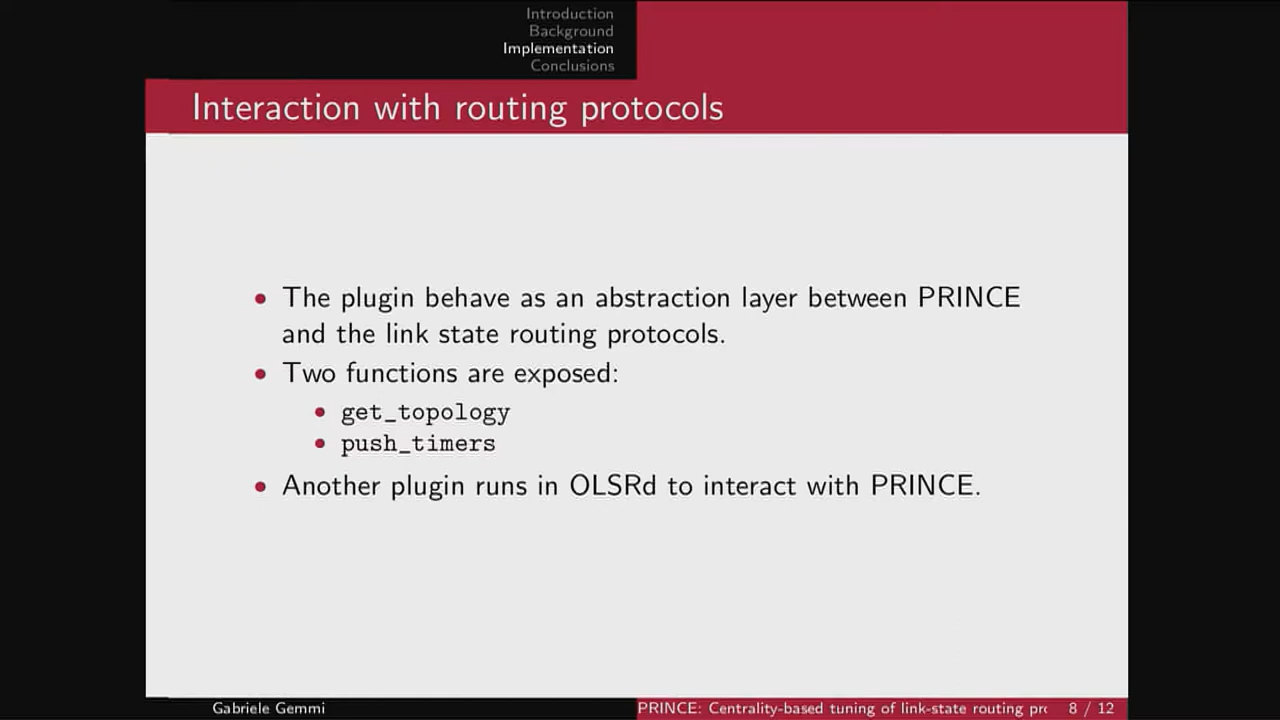 Introduction
Background
Implementation
Conclusions
Interaction with routing protocols
• The plugin behave as an abstraction layer between PRINCE
and the link state routing protocols.
• Two functions are exposed:
• get_topology
• push_timers
• Another plugin runs in OLSRd to interact with PRINCE.
Gabriele Gemmi
PRINCE: Centrality-based tuning of link-state routing pro 8 / 12